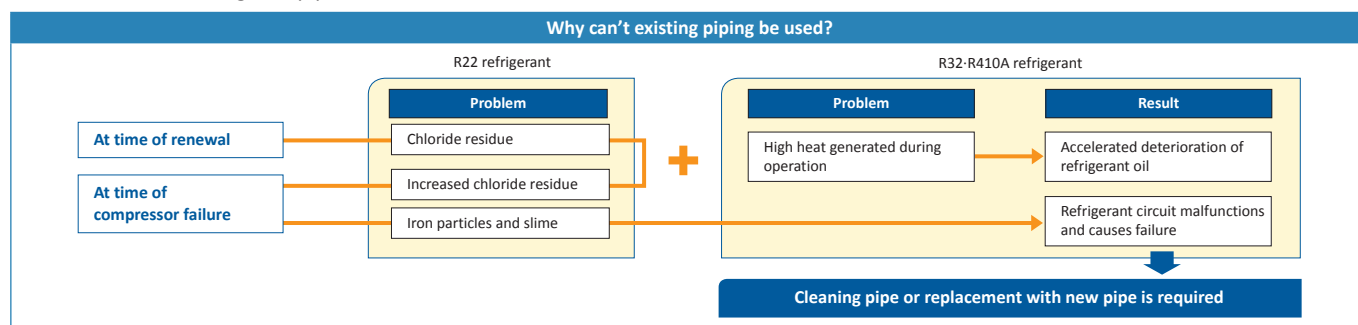 Why can't existing piping be used?
R22 refrigerant
R32·R410A refrigerant
Problem
Problem
Result
At time of renewal
Chloride residue
High heat generated during
operation
Accelerated deterioration of
refrigerant oil
At time of
compressor failure
Increased chloride residue
Iron particles and slime
Refrigerant circuit malfunctions
and causes failure
Cleaning pipe or replacement with new pipe is required